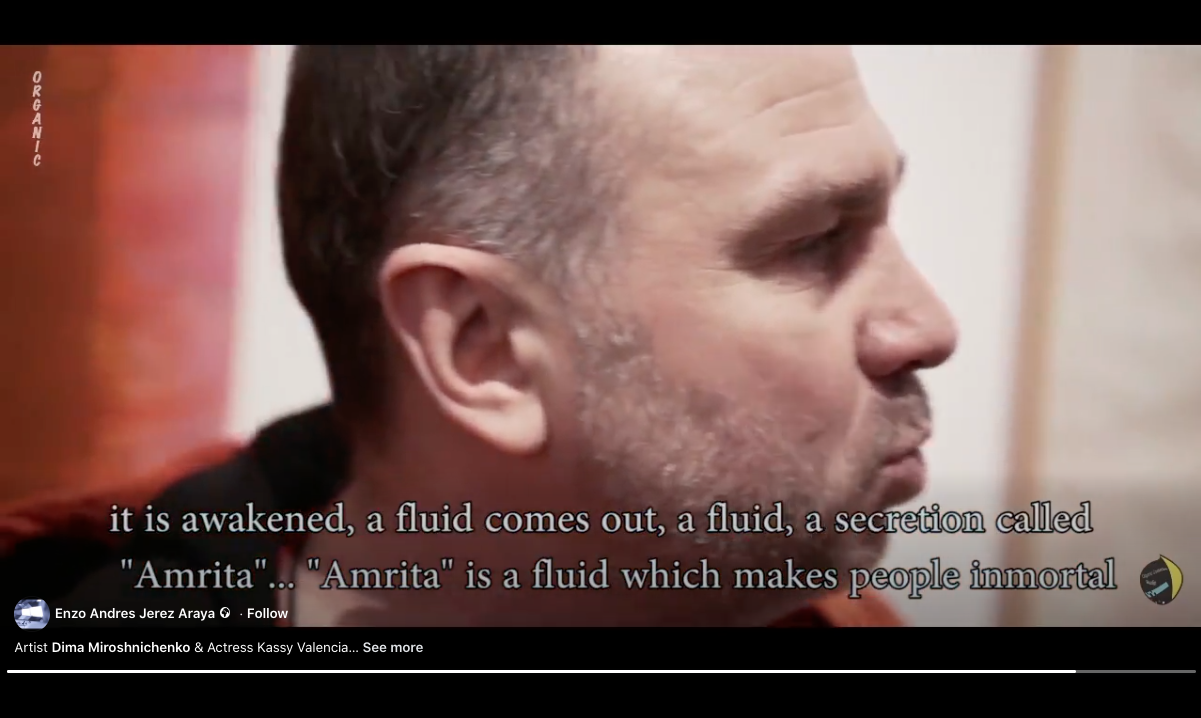 ORGANIC
it is awakened, a fluid comes out, a fluid, a secretion called
"Amrita"... "Amrita" is a fluid which makes people inmortal
Enzo Andres Jerez Araya · Follow
Artist Dima Miroshnichenko & Actress Kassy Valencia... See more